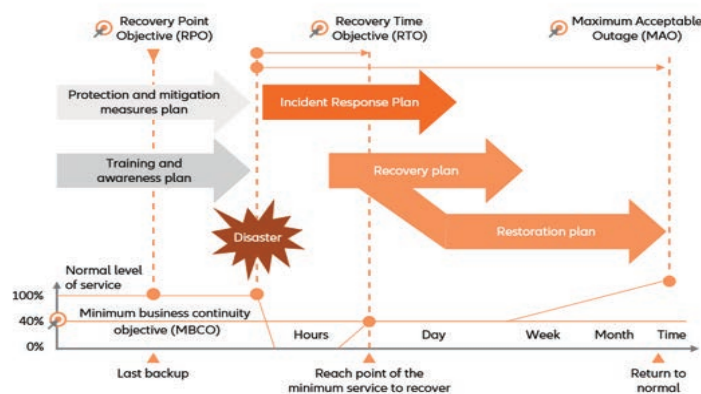 Recovery Point
Objective (RPO)
Recovery Time
Objective (RTO)
Maximum Acceptable
Outage (MAO)
Protection and mitigation
measures plan
Incident Response Plan
Training and
awareness plan
Recovery plan
Restoration plan
Disaster
Normal level
of service
100%
Minimum business continuity
objective (MBCO)
40%
0%
Hours
Day
Week
Month
Time
Last backup
Reach point of the
minimum service to recover
Return to
normal